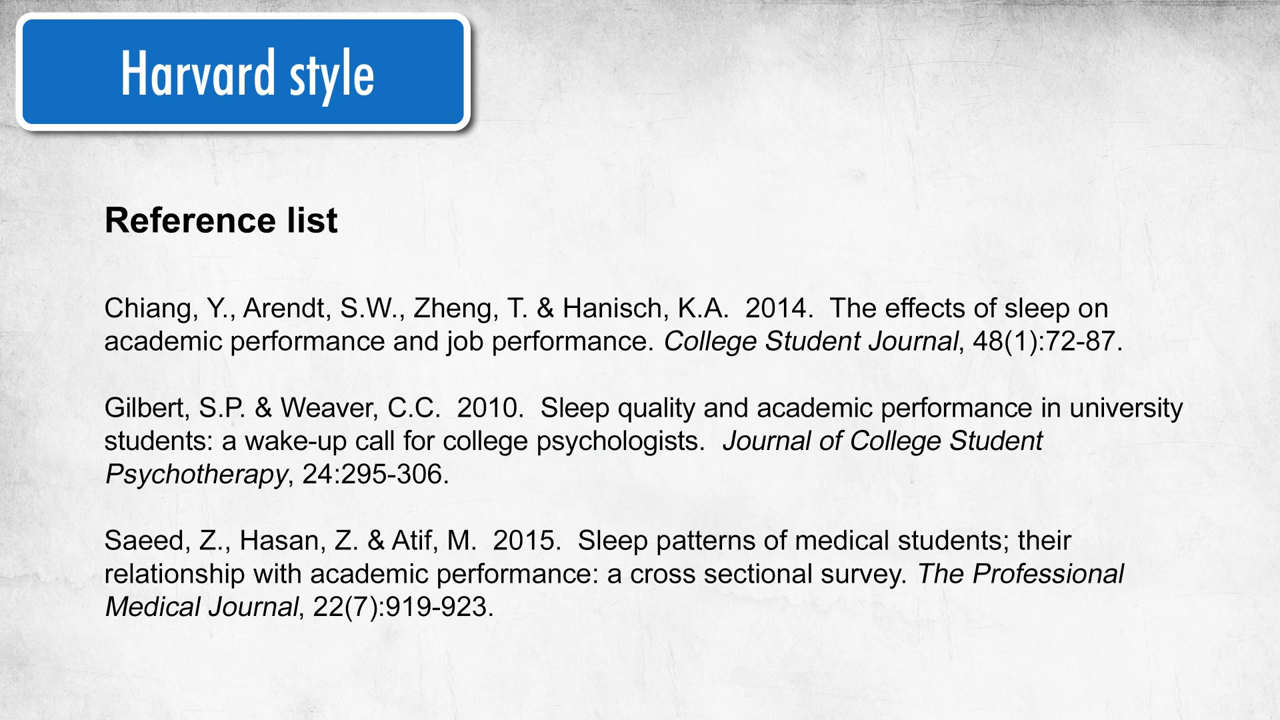 Harvard style
Reference list
Chiang, Y., Arendt, S.W., Zheng, T. & Hanisch, K.A.  2014.  The effects of sleep on
academic performance and job performance. College Student Journal, 48(1):72-87.
Gilbert, S.P. & Weaver, C.C.  2010.  Sleep quality and academic performance in university
students: a wake-up call for college psychologists.  Journal of College Student
Psychotherapy, 24:295-306.
Saeed, Z., Hasan, Z. & Atif, M.  2015.  Sleep patterns of medical students; their
relationship with academic performance: a cross sectional survey. The Professional
Medical Journal, 22(7):919-923.